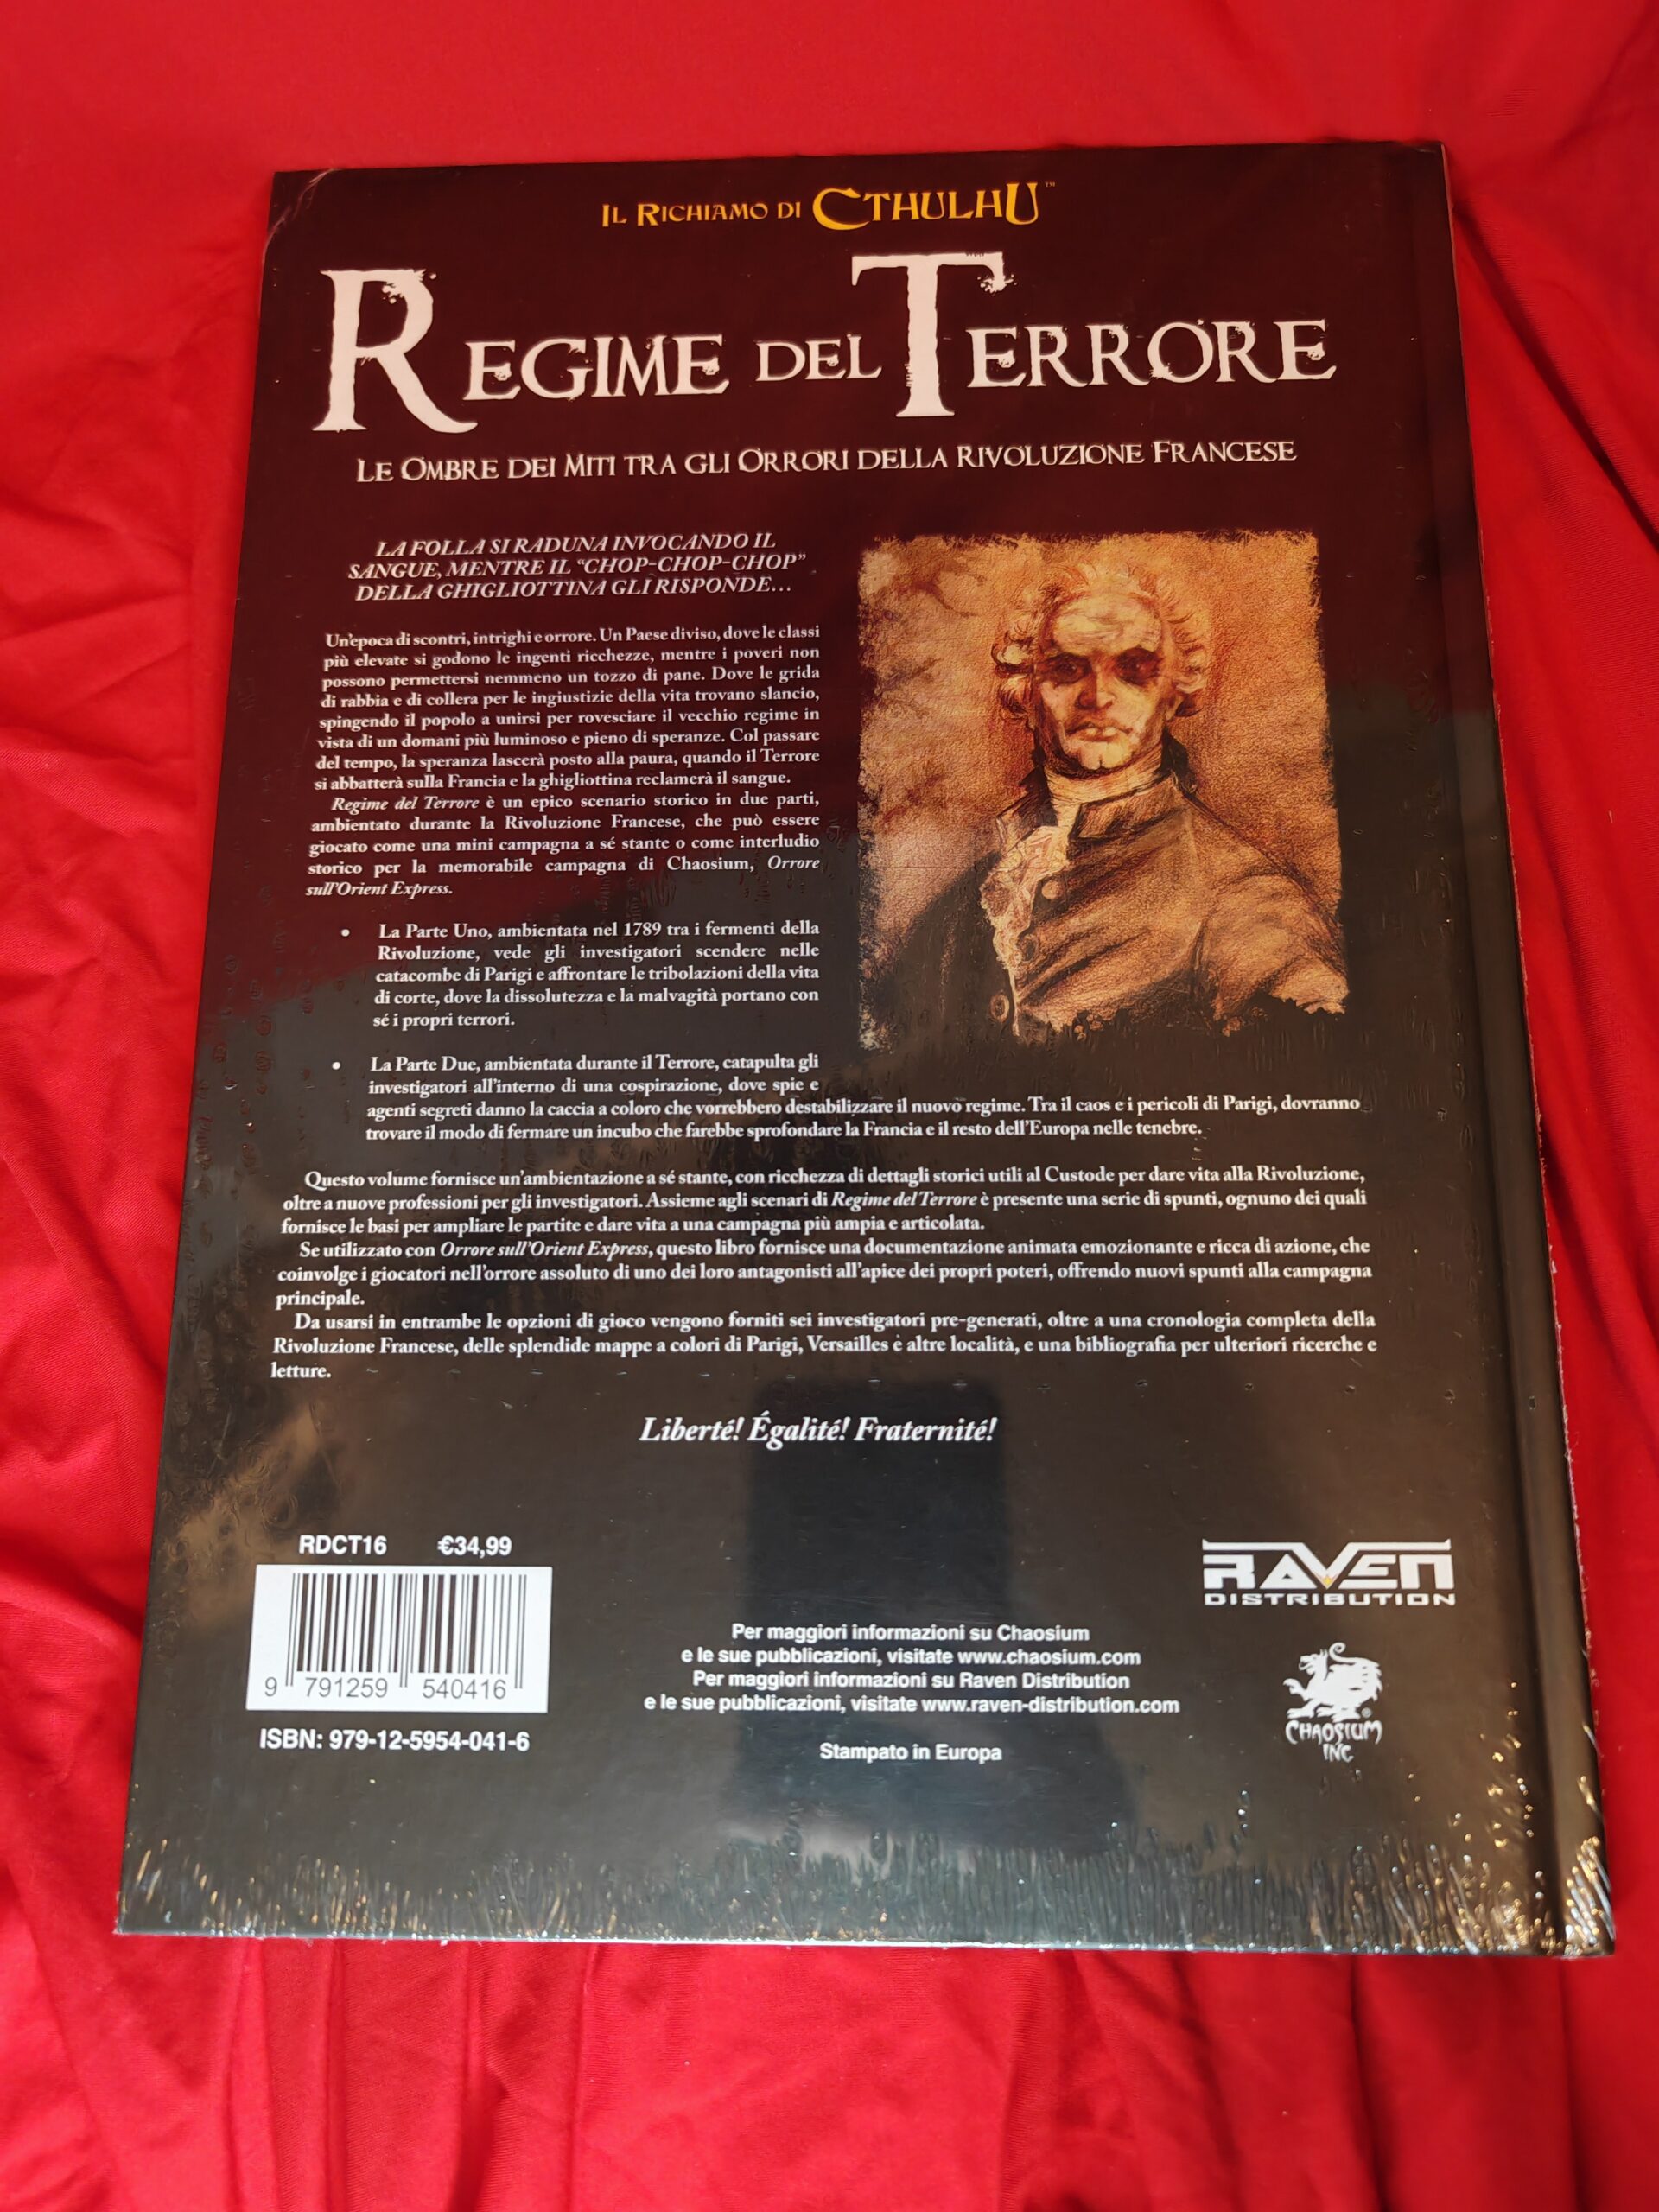 IL RICHIAMO DI CTHULHU™
REGIME DEL TERRORE
LE OMBRE DEI MITI TRA GLI ORRORI DELLA RIVOLUZIONE FRANCESE
LA FOLLA SI RADUNA INVOCANDO IL
SANGUE, MENTRE IL “CHOP-CHOP-CHOP”
DELLA GHIGLIOTTINA GLI RISPONDE…
Un’epoca di scontri, intrighi e orrore. Un Paese diviso, dove le classi
più elevate si godono le ingenti ricchezze, mentre i poveri non
possono permettersi nemmeno un tozzo di pane. Dove le grida
di rabbia e di collera per le ingiustizie della vita trovano slancio,
spingendo il popolo a unirsi per rovesciare il vecchio regime in
vista di un domani più luminoso e pieno di speranze. Col passare
del tempo, la speranza lascerà posto alla paura, quando il Terrore
si abbatterà sulla Francia e la ghigliottina reclamerà il sangue.
Regime del Terrore è un epico scenario storico in due parti,
ambientato durante la Rivoluzione Francese, che può essere
giocato come una mini campagna a sé stante o come interludio
storico per la memorabile campagna di Chaosium, Orrore
sull’Orient Express.
• La Parte Uno, ambientata nel 1789 tra i fermenti della
Rivoluzione, vede gli investigatori scendere nelle
catacombe di Parigi e affrontare le tribolazioni della vita
di corte, dove la dissolutezza e la malvagità portano con
sé i propri terrori.
• La Parte Due, ambientata durante il Terrore, catapulta gli
investigatori all’interno di una cospirazione, dove spie e
agenti segreti danno la caccia a coloro che vorrebbero destabilizzare il nuovo regime. Tra il caos e i pericoli di Parigi, dovranno
trovare il modo di fermare un incubo che farebbe sprofondare la Francia e il resto dell’Europa nelle tenebre.
Questo volume fornisce un’ambientazione a sé stante, con ricchezza di dettagli storici utili al Custode per dare vita alla Rivoluzione,
oltre a nuove professioni per gli investigatori. Assieme agli scenari di Regime del Terrore è presente una serie di spunti, ognuno dei quali
fornisce le basi per ampliare le partite e dare vita a una campagna più ampia e articolata.
Se utilizzato con Orrore sull’Orient Express, questo libro fornisce una documentazione animata emozionante e ricca di azione, che
coinvolge i giocatori nell’orrore assoluto di uno dei loro antagonisti all’apice dei propri poteri, offrendo nuovi spunti alla campagna
principale.
Da usarsi in entrambe le opzioni di gioco vengono forniti sei investigatori pre-generati, oltre a una cronologia completa della
Rivoluzione Francese, delle splendide mappe a colori di Parigi, Versailles e altre località, e una bibliografia per ulteriori ricerche e
letture.
Liberté! Égalité! Fraternité!
RDCT16 €34,99
9 791259 540416
ISBN: 979-12-5954-041-6
Per maggiori informazioni su Chaosium
e le sue pubblicazioni, visitate www.chaosium.com
Per maggiori informazioni su Raven Distribution
e le sue pubblicazioni, visitate www.raven-distribution.com
Stampato in Europa
RAVEN
DISTRIBUTION
CHAOSIUM
INC
®